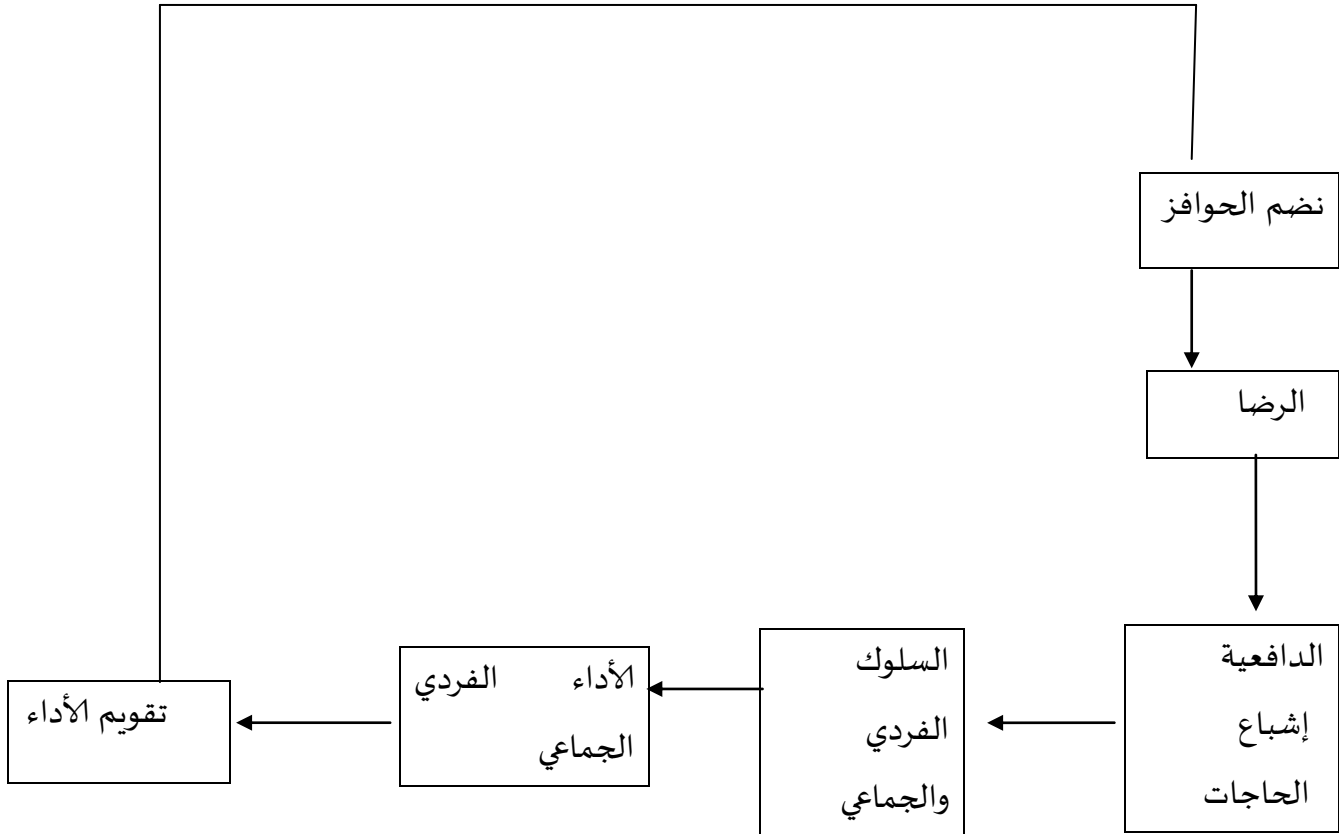 نضم الحوافز
الرضا
الدافعية
إشباع
الحاجات
السلوك
الفردي
والجماعي
الأداء الفردي
الجماعي
تقويم الأداء